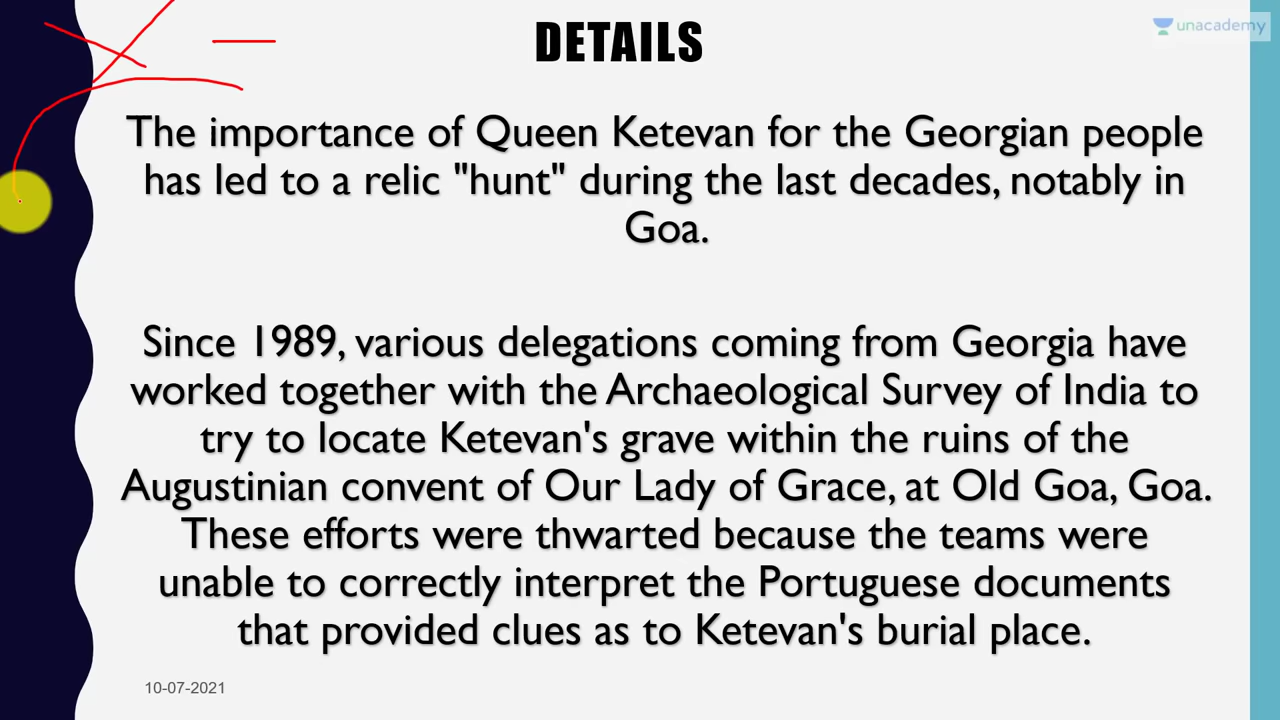 DETAILS
unacademy
The importance of Queen Ketevan for the Georgian people
has led to a relic "hunt" during the last decades, notably in
Goa.
Since 1989, various delegations coming from Georgia have
worked together with the Archaeological Survey of India to
try to locate Ketevan's grave within the ruins of the
Augustinian convent of Our Lady of Grace, at Old Goa, Goa.
These efforts were thwarted because the teams were
unable to correctly interpret the Portuguese documents
that provided clues as to Ketevan's burial place.
10-07-2021